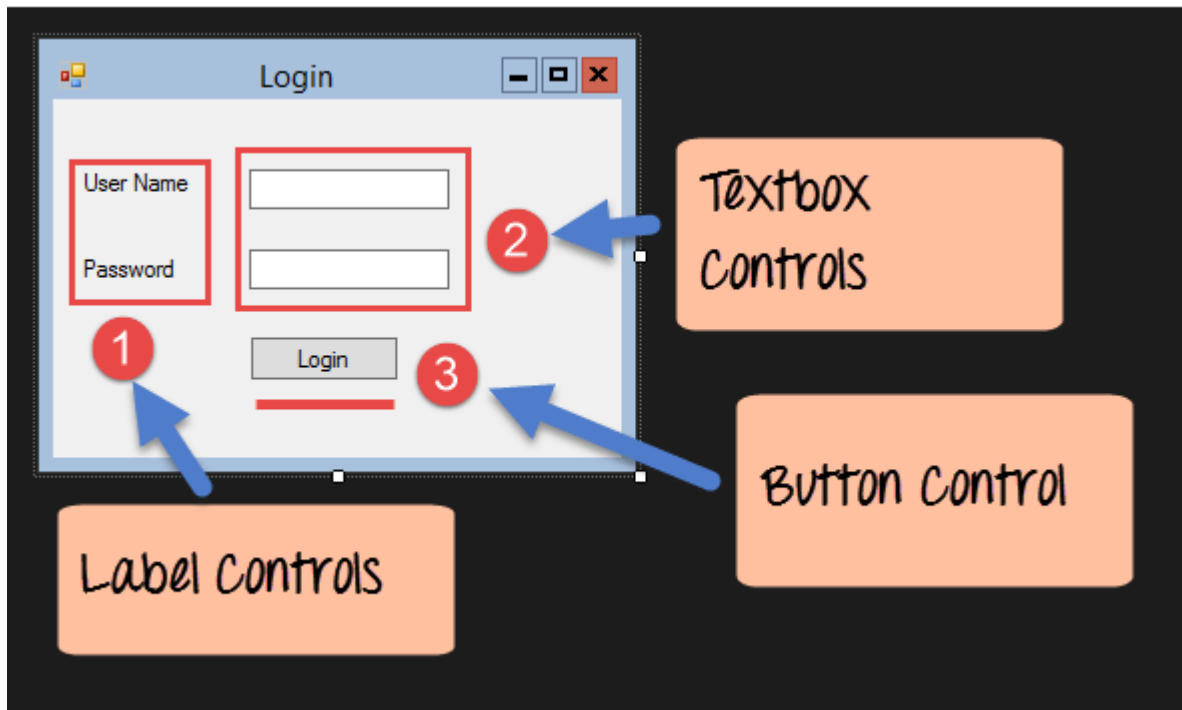 Login
User Name
Password
Login
1
2
3
Textbox
Controls
Button Control
Label Controls